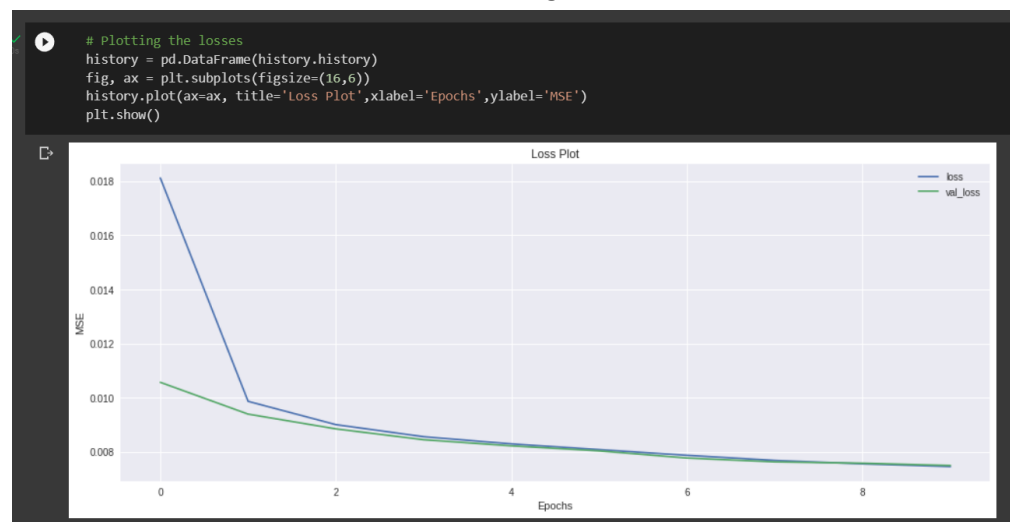 # Plotting the losses
history = pd.DataFrame(history.history)
fig, ax = plt.subplots(figsize=(16,6))
history.plot(ax=ax, title='Loss Plot',xlabel='Epochs',ylabel='MSE')
plt.show()
Loss Plot
loss
val_loss
0.018
0.016
0.014
0.012
0.010
0.008
MSE
0 2 4 6 8
Epochs